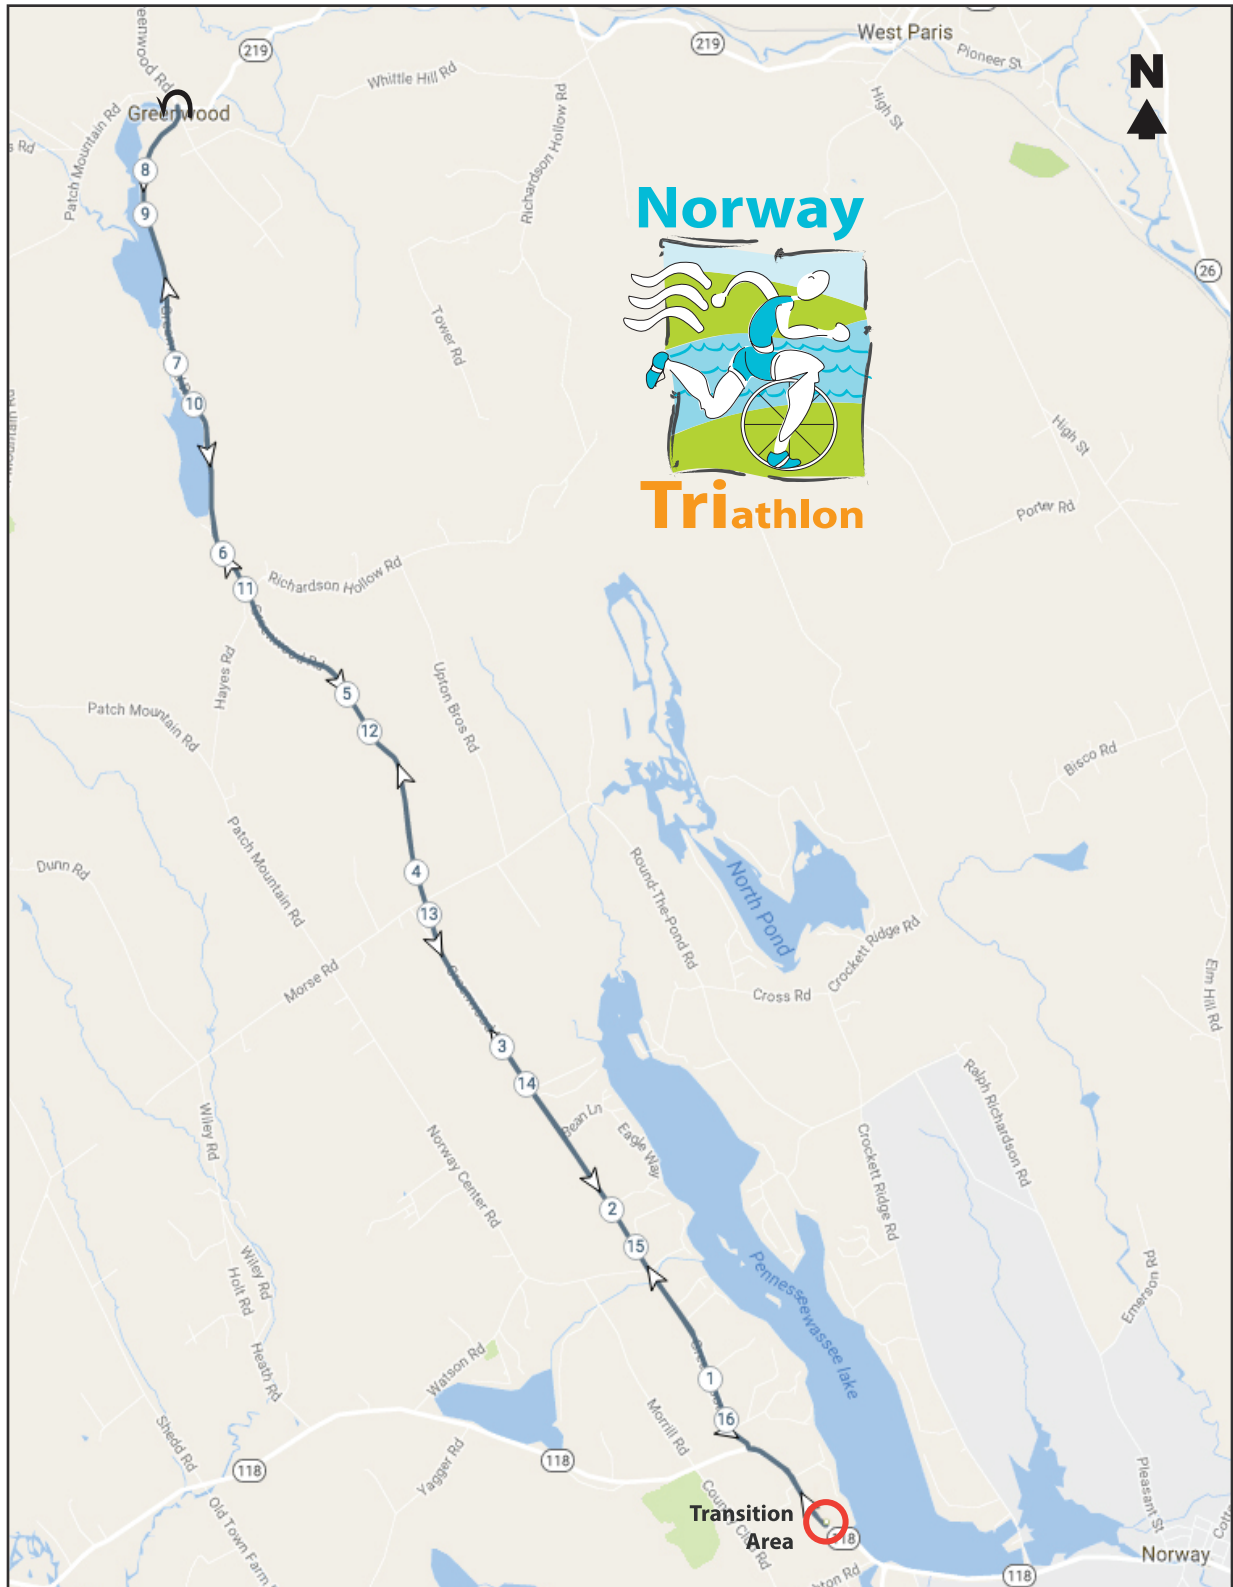 219
219
West Paris
Pioneer St
N
Whittle Hill Rd
High St
Greenwood
Patch Mountain Rd
Richardson Hollow Rd
8
9
Norway
26
Tower Rd
7
10
High St
Triathlon
Porter Rd
6
11
Richardson Hollow Rd
Greenwood Rd
Hayes Rd
5
Upton Bros Rd
12
Patch Mountain Rd
Bisco Rd
Patch Mountain Rd
Dunn Rd
4
13
Round-The-Pond Rd
North Pond
Crockett Ridge Rd
Morse Rd
Cross Rd
Elm Hill Rd
3
14
Ralph Richardson Rd
Wiley Rd
Bean Ln
Eagle Way
Norway Center Rd
Crockett Ridge Rd
2
15
Wiley Rd
Holt Rd
Pennesseewassee lake
Emerson Rd
Heath Rd
Watson Rd
1
16
Morrill Rd
Shedd Rd
118
Yagger Rd
118
Pleasant St
Old Town Farm
Transition
Area
118
Norway
118